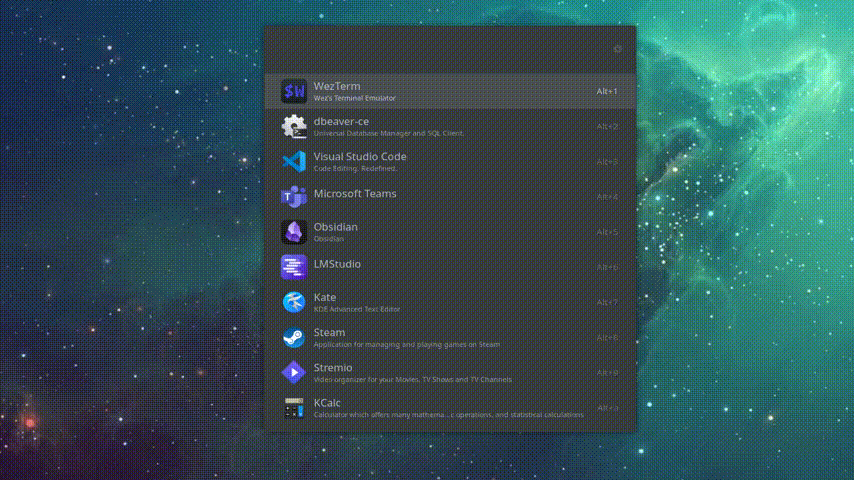 $W
WezTerm
Wez's Terminal Emulator
Alt+1
dbeaver-ce
Universal Database Manager and SQL Client.
Alt+2
Visual Studio Code
Code Editing. Redefined.
Alt+3
T
Microsoft Teams
Alt+4
Obsidian
Obsidian
Alt+5
LMStudio
Alt+6
Kate
KDE Advanced Text Editor
Alt+7
Steam
Application for managing and playing games on Steam
Alt+8
Stremio
Video organizer for your Movies, TV Shows and TV Channels
Alt+9
KCalc
Calculator which offers many mathema...c operations, and statistical calculations
Alt+0